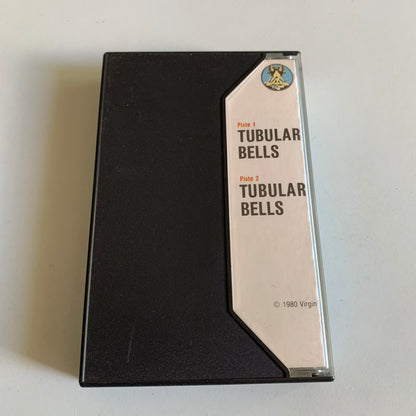 Piste 1
TUBULAR
BELLS
Piste 2
TUBULAR
BELLS
© 1980 Virgin